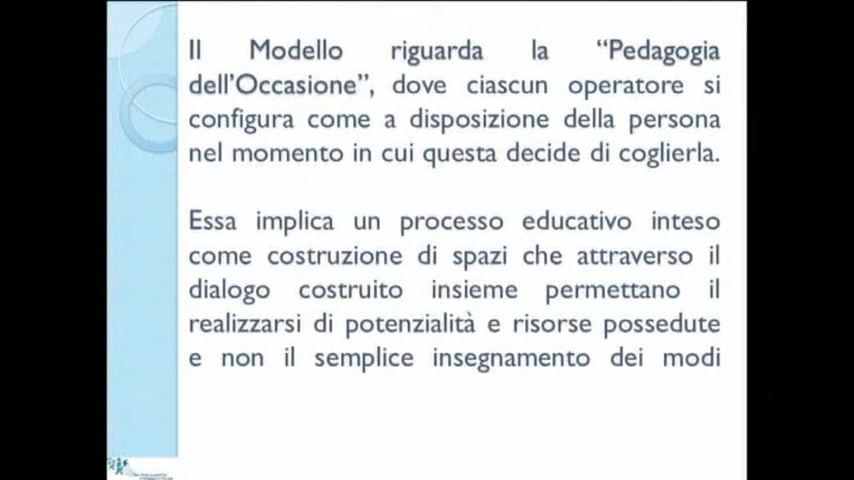 Il Modello riguarda la “Pedagogia
dell’Occasione”, dove ciascun operatore si
configura come a disposizione della persona
nel momento in cui questa decide di coglierla.
Essa implica un processo educativo inteso
come costruzione di spazi che attraverso il
dialogo costruito insieme permettano il
realizzarsi di potenzialità e risorse possedute
e non il semplice insegnamento dei modi